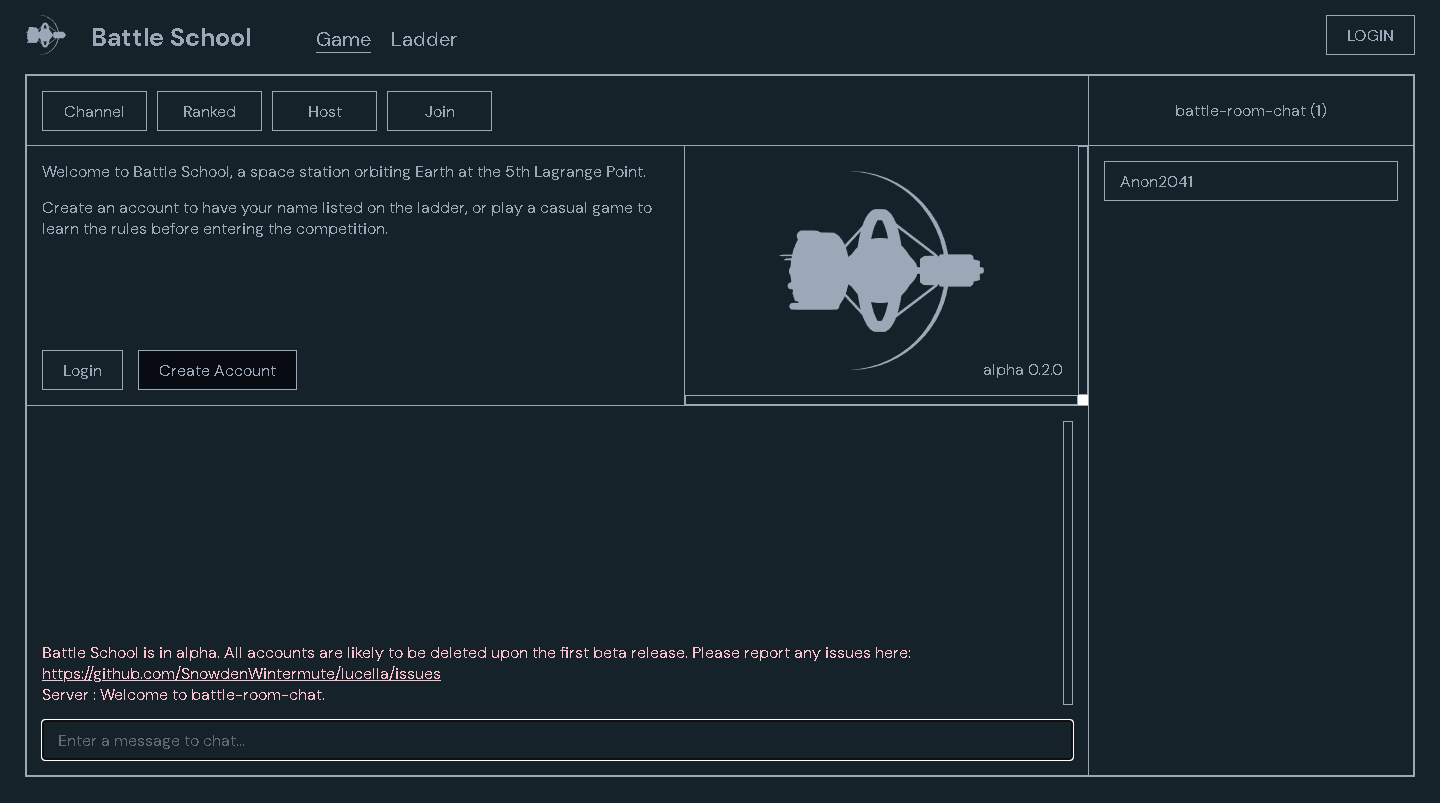 Battle School
Game Ladder
LOGIN
Channel Ranked Host Join
battle-room-chat (1)
Welcome to Battle School, a space station orbiting Earth at the 5th Lagrange Point.
Create an account to have your name listed on the ladder, or play a casual game to
learn the rules before entering the competition.
Login Create Account
alpha 0.2.0
Anon2041
Battle School is in alpha. All accounts are likely to be deleted upon the first beta release. Please report any issues here:
https://github.com/SnowdenWintermute/lucella/issues
Server : Welcome to battle-room-chat.
Enter a message to chat...